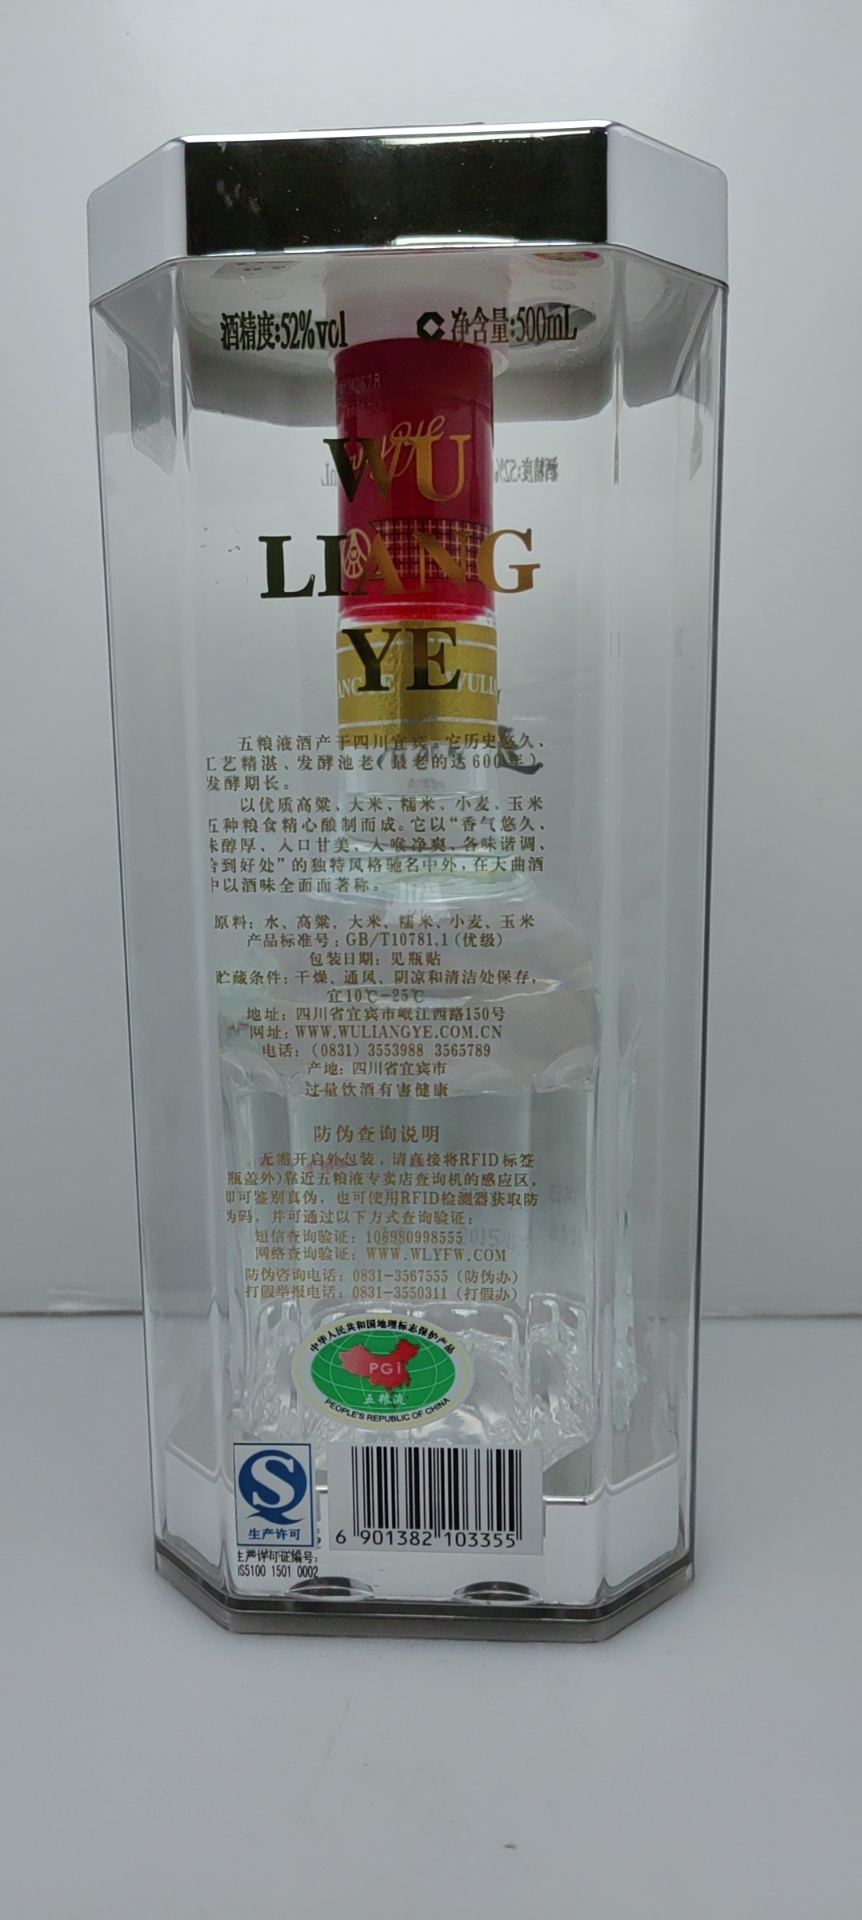 酒精度:52%vol 净含量:500mL
WU
LIANG
YE
五粮液酒产于四川宜宾。它历史悠久、
工艺精湛、发酵池老(最老的达600年)、
发酵期长。
以优质高粱、大米、糯米、小麦、玉米
五种粮食精心酿制而成。它以“香气悠久、
味醇厚、入口甘美、入喉净爽、各味谐调、
恰到好处”的独特风格驰名中外,在大曲酒
中以酒味全面而著称。
原料:水、高粱、大米、糯米、小麦、玉米
产品标准号:GB/T10781.1(优级)
包装日期:见瓶贴
贮藏条件:干燥、通风、阴凉和清洁处保存,
宜10℃-25℃
地址:四川省宜宾市岷江西路150号
网址:WWW.WULIANGYE.COM.CN
电话:(0831) 3553988 3565789
产地:四川省宜宾市
过量饮酒有害健康
防伪查询说明
无需开启外包装,请直接将RFID标签
瓶盖外)靠近五粮液专卖店查询机的感应区,
即可鉴别真伪,也可使用RFID检测器获取防
伪码,并可通过以下方式查询验证:
短信查询验证:106980998555
网络查询验证:WWW.WLYFW.COM
防伪咨询电话:0831-3567555 (防伪办)
打假举报电话:0831-3550311 (打假办)
中华人民共和国地理标志保护产品
PGI
五粮液
PEOPLE'S REPUBLIC OF CHINA
生产许可
6 901382 103355
生产许可证编号:
QS5100 1501 0002